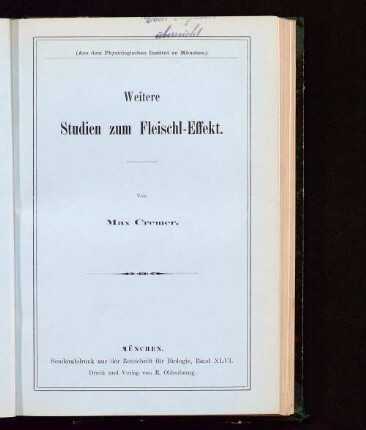 überreicht
(Aus dem Physiologischen Institut zu München.)
Weitere
Studien zum Fleischl-Effekt.
Von
Max Cremer.
MÜNCHEN.
Sonderabdruck aus der Zeitschrift für Biologie, Band XLVI.
Druck und Verlag von R. Oldenbourg.